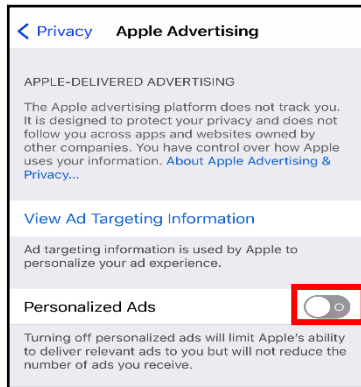 Privacy Apple Advertising
APPLE-DELIVERED ADVERTISING
The Apple advertising platform does not track you.
It is designed to protect your privacy and does not
follow you across apps and websites owned by
other companies. You have control over how Apple
uses your information. About Apple Advertising &
Privacy...
View Ad Targeting Information
Ad targeting information is used by Apple to
personalize your ad experience.
Personalized Ads
Turning off personalized ads will limit Apple's ability
to deliver relevant ads to you but will not reduce the
number of ads you receive.